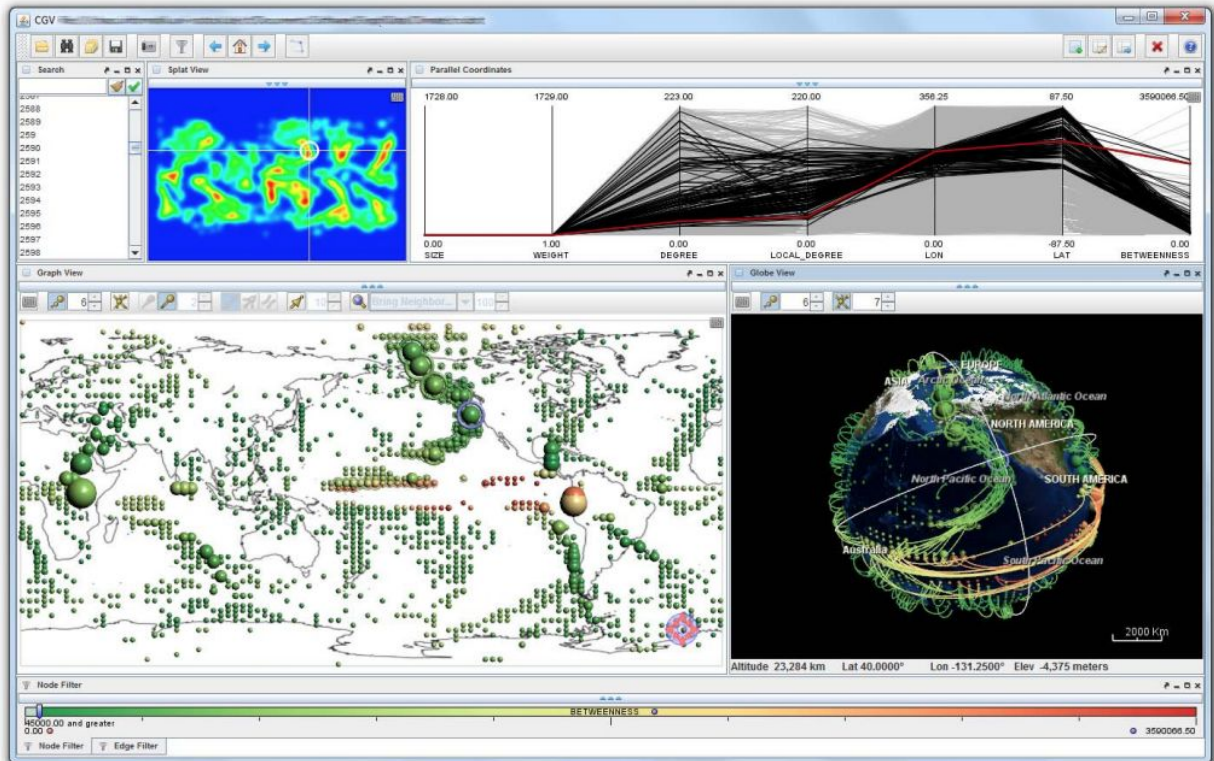 CGV
Search
Splat View
Parallel Coordinates
2588
2589
259
2590
2591
2592
2593
2594
2595
2596
2597
2598
1728.00 1729.00 223.00 220.00 358.25 87.50 3590066.50
0.00 1.00 0.00 0.00 0.00 -87.50 0.00
SIZE WEIGHT DEGREE LOCAL_DEGREE LON LAT BETWEENNESS
Graph View
6
Bring Neighbor...
Globe View
6 7
EUROPE
ASIA
Arctic Ocean
North Atlantic Ocean
NORTH AMERICA
North Pacific Ocean
SOUTH AMERICA
Australia
South Pacific Ocean
2000 Km
Altitude 23,284 km Lat 40.0000° Lon -131.2500° Elev -4,375 meters
Node Filter
BETWEENNESS
45000.00 and greater
0.00 3590066.50
Node Filter Edge Filter